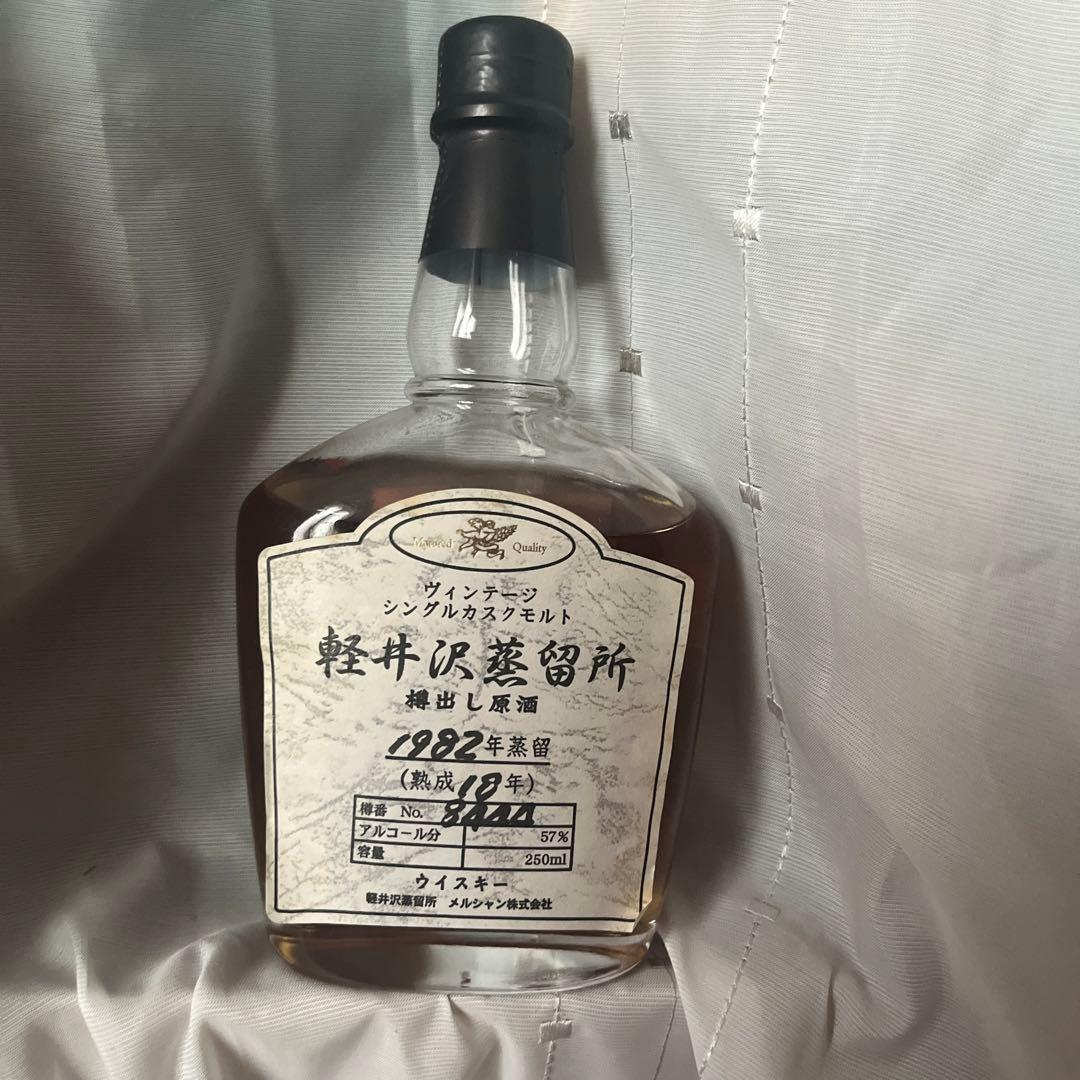 Matured Quality
ヴィンテージ
シングルカスクモルト
軽井沢蒸留所
樽出し原酒
1982年蒸留
(熟成18年)
樽番 No. 8444
アルコール分 57%
容量 250ml
ウイスキー
軽井沢蒸留所 メルシャン株式会社